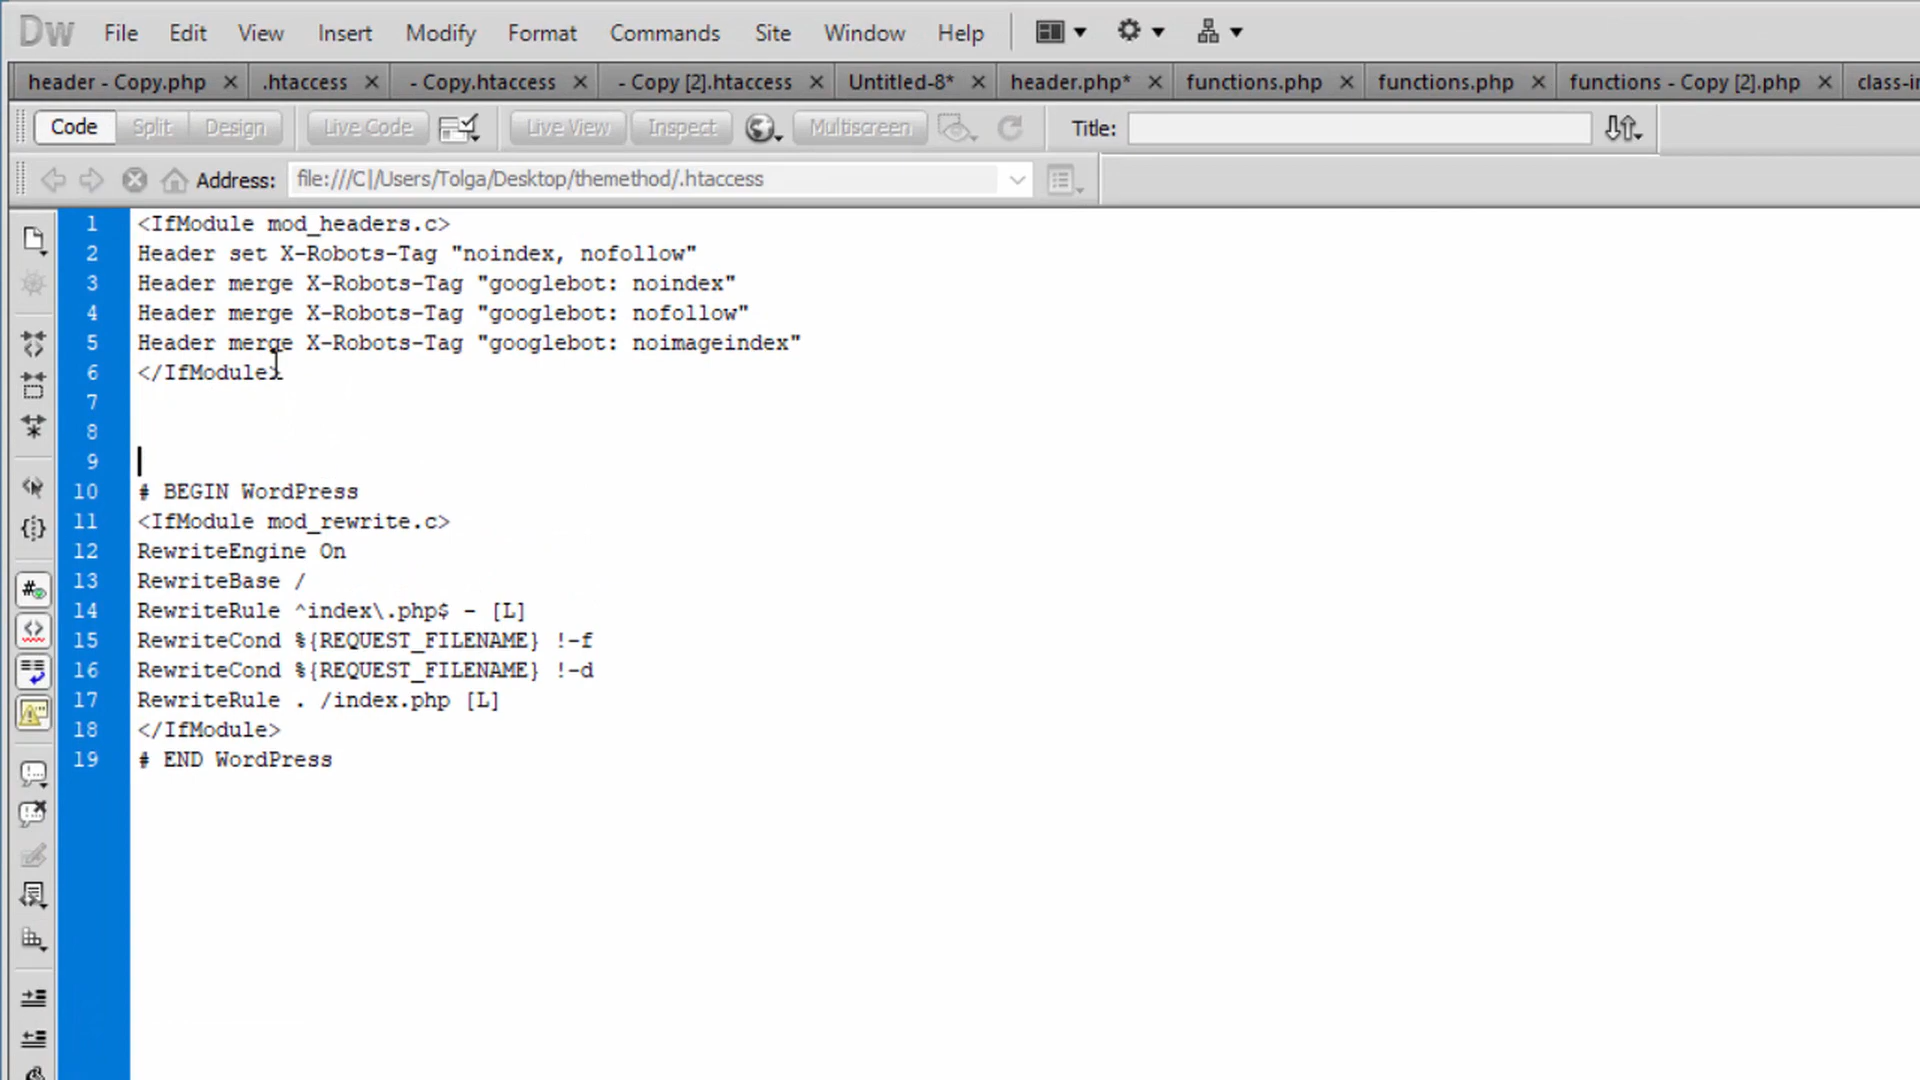 Dw File Edit View Insert Modify Format Commands Site Window Help
header - Copy.php .htaccess - Copy.htaccess - Copy [2].htaccess Untitled-8* header.php* functions.php functions.php functions - Copy [2].php class-in
Code Split Design Live Code Live View Inspect Multiscreen Title:
Address: file:///C|/Users/Tolga/Desktop/themethod/.htaccess
1 <IfModule mod_headers.c>
2 Header set X-Robots-Tag "noindex, nofollow"
3 Header merge X-Robots-Tag "googlebot: noindex"
4 Header merge X-Robots-Tag "googlebot: nofollow"
5 Header merge X-Robots-Tag "googlebot: noimageindex"
6 </IfModule>
7
8
9
10 # BEGIN WordPress
11 <IfModule mod_rewrite.c>
12 RewriteEngine On
13 RewriteBase /
14 RewriteRule ^index\.php$ - [L]
15 RewriteCond %{REQUEST_FILENAME} !-f
16 RewriteCond %{REQUEST_FILENAME} !-d
17 RewriteRule . /index.php [L]
18 </IfModule>
19 # END WordPress